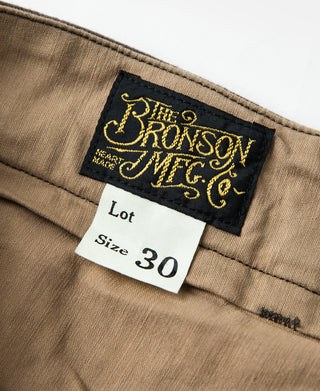 THE
BRONSON
HEART MADE
MFG. Co
Lot
Size 30